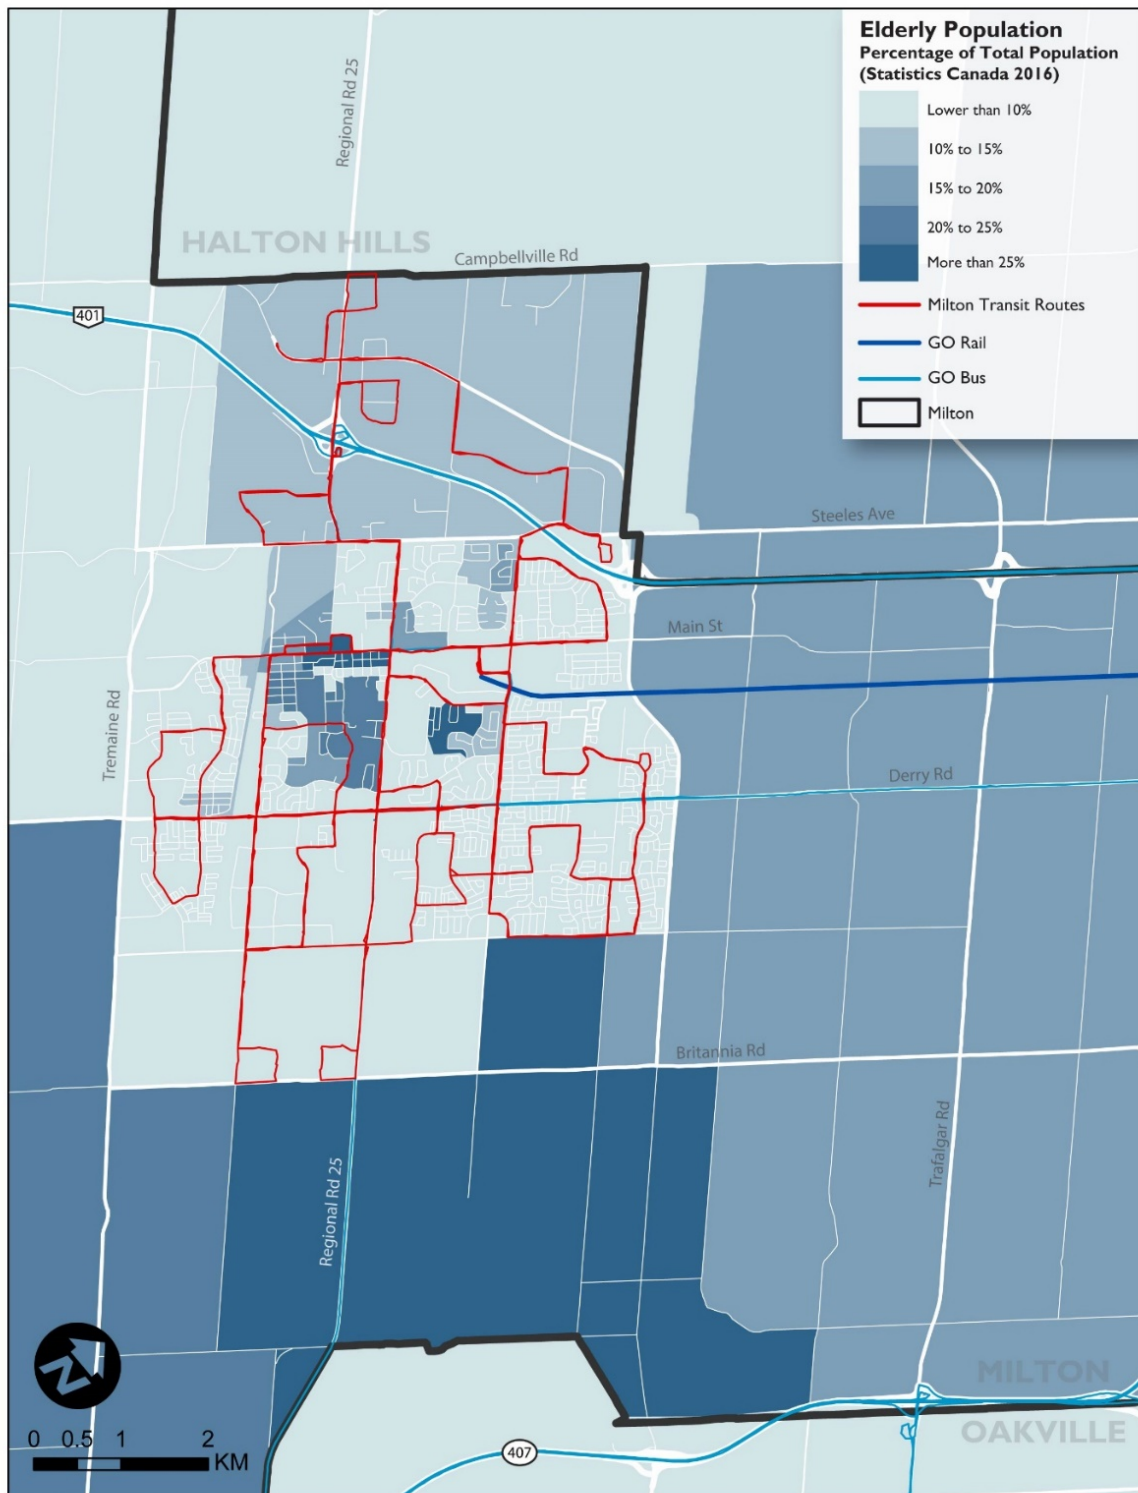 Elderly Population
Percentage of Total Population
(Statistics Canada 2016)
Lower than 10%
10% to 15%
15% to 20%
20% to 25%
More than 25%
Milton Transit Routes
GO Rail
GO Bus
Milton
Regional Rd 25
HALTON HILLS
Campbellville Rd
401
Steeles Ave
Main St
Tremaine Rd
Derry Rd
Britannia Rd
Trafalgar Rd
Regional Rd 25
N
0 0.5 1 2
KM
407
MILTON
OAKVILLE